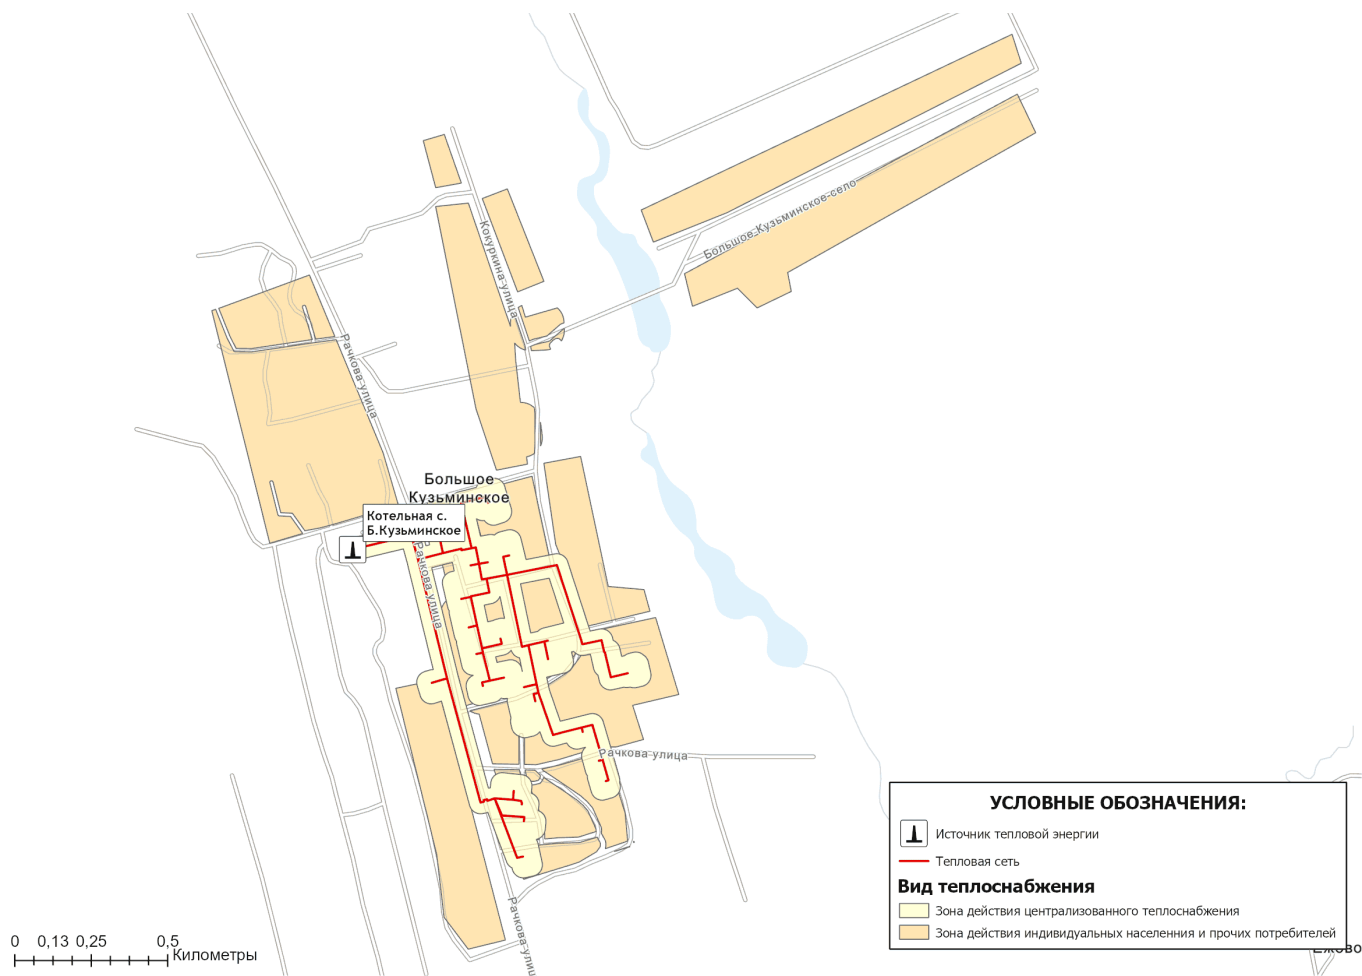 Кокуркина улица
Большое Кузьминское село
Рачкова улица
Большое
Кузьминское
Котельная с.
Б.Кузьминское
Рачкова улица
Рачкова улица
Рачкова улица
УСЛОВНЫЕ ОБОЗНАЧЕНИЯ:
Источник тепловой энергии
Тепловая сеть
Вид теплоснабжения
Зона действия централизованного теплоснабжения
Зона действия индивидуальных населенния и прочих потребителей
0 0,13 0,25 0,5
Километры